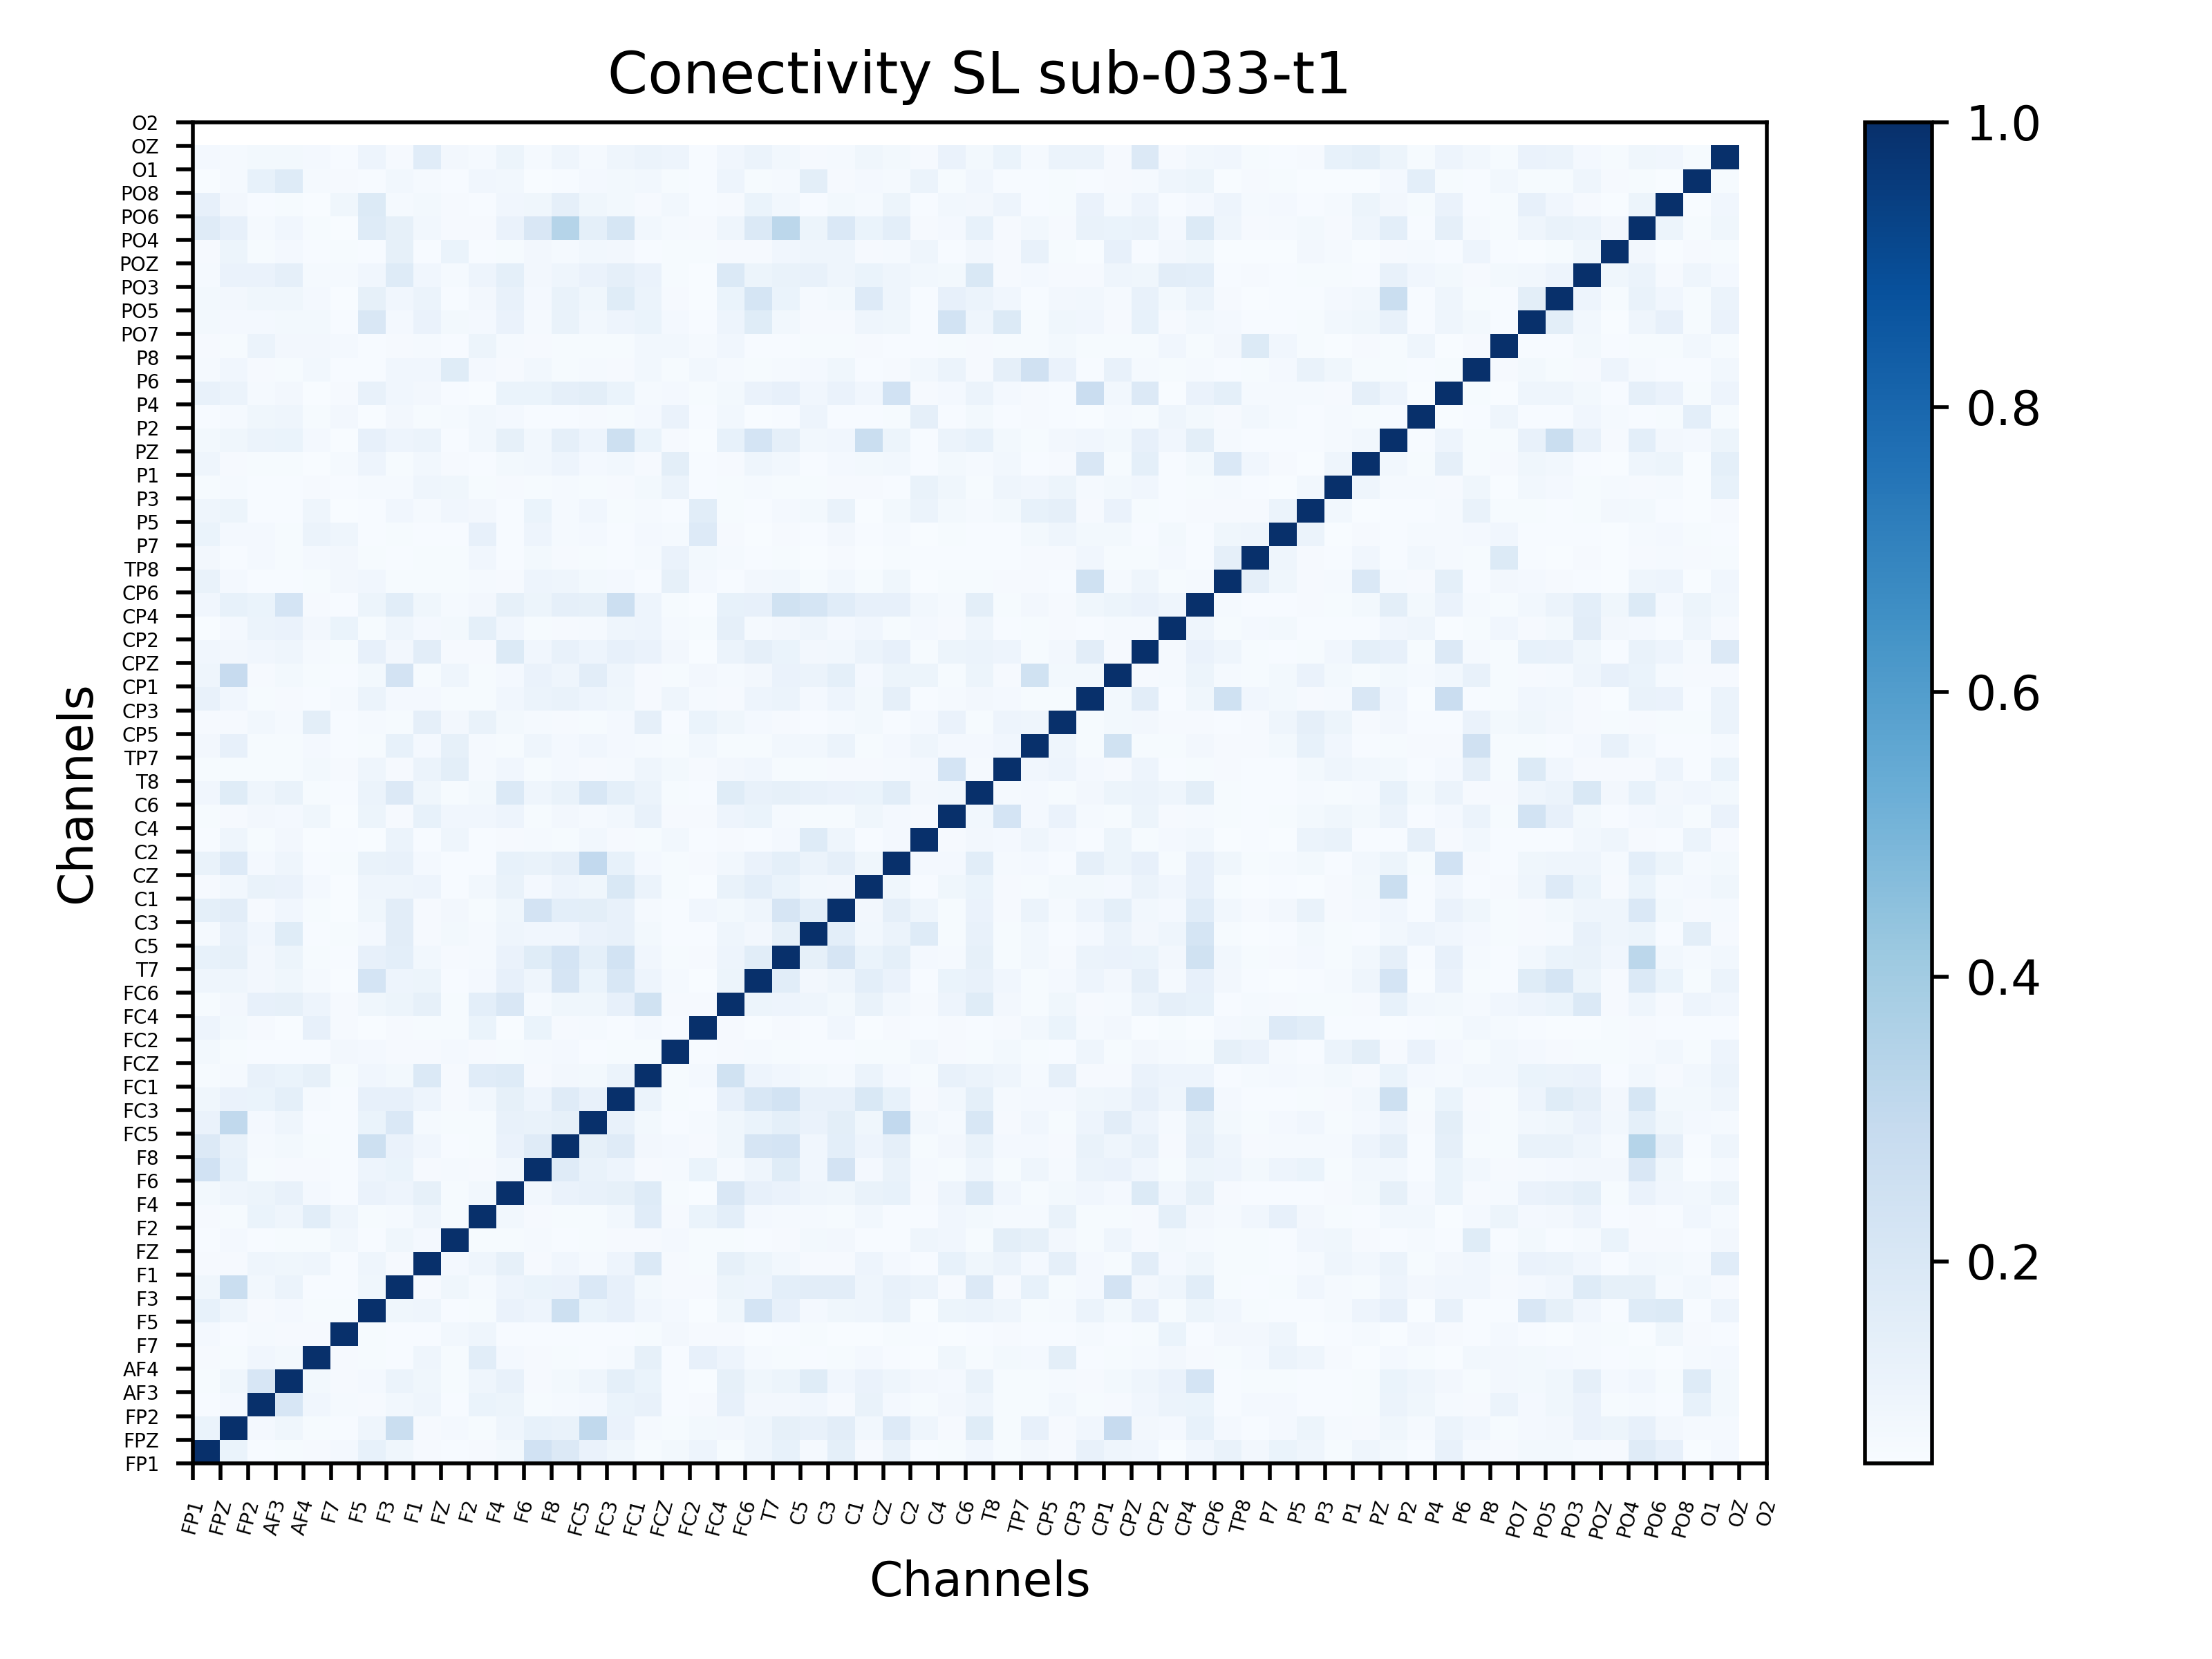 Conectivity SL sub-033-t1
O2
OZ
O1
PO8
PO6
PO4
POZ
PO3
PO5
PO7
P8
P6
P4
P2
PZ
P1
P3
P5
P7
TP8
CP6
CP4
CP2
CPZ
CP1
CP3
CP5
TP7
T8
C6
C4
C2
CZ
C1
C3
C5
T7
FC6
FC4
FC2
FCZ
FC1
FC3
FC5
F8
F6
F4
F2
FZ
F1
F3
F5
F7
AF4
AF3
FP2
FPZ
FP1
Channels
FP1 FPZ FP2 AF3 AF4 F7 F5 F3 F1 FZ F2 F4 F6 F8 FC5 FC3 FC1 FCZ FC2 FC4 FC6 T7 C5 C3 C1 CZ C2 C4 C6 T8 TP7 CP5 CP3 CP1 CPZ CP2 CP4 CP6 TP8 P7 P5 P3 P1 PZ P2 P4 P6 P8 PO7 PO5 PO3 POZ PO4 PO6 PO8 O1 OZ O2
Channels
1.0
0.8
0.6
0.4
0.2